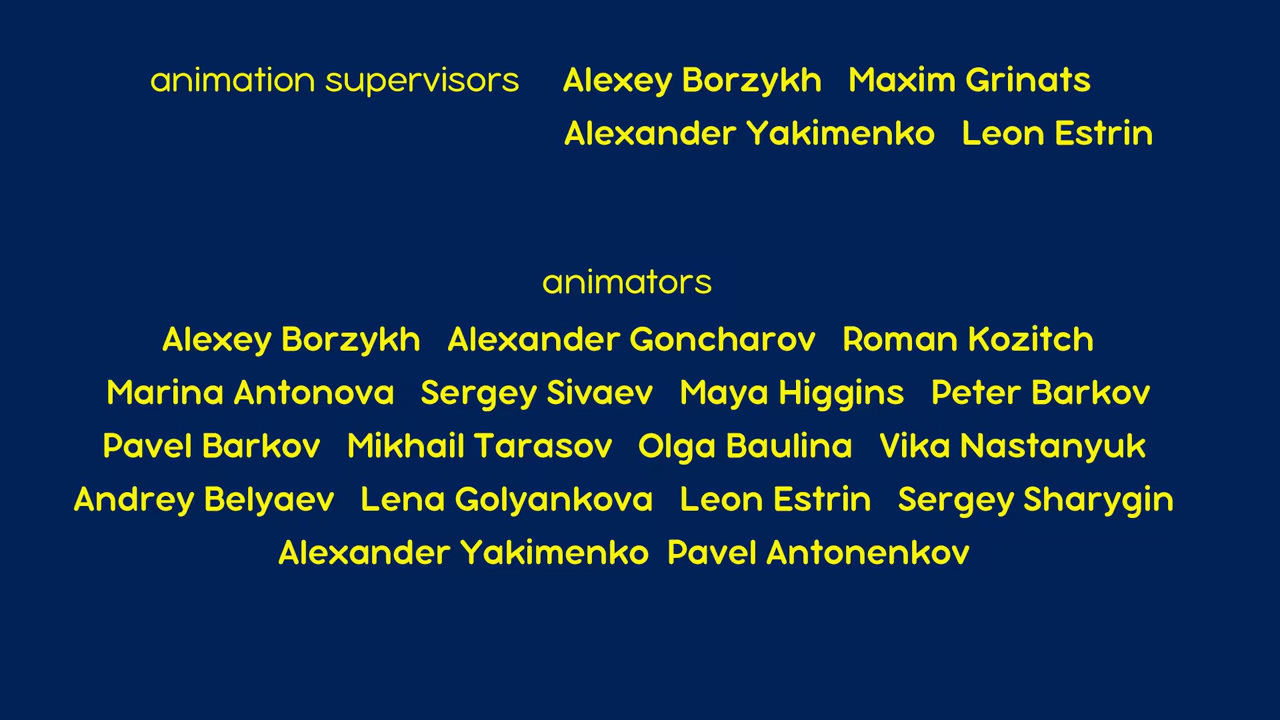 animation supervisors Alexey Borzykh Maxim Grinats
Alexander Yakimenko Leon Estrin
animators
Alexey Borzykh Alexander Goncharov Roman Kozitch
Marina Antonova Sergey Sivaev Maya Higgins Peter Barkov
Pavel Barkov Mikhail Tarasov Olga Baulina Vika Nastanyuk
Andrey Belyaev Lena Golyankova Leon Estrin Sergey Sharygin
Alexander Yakimenko Pavel Antonenkov